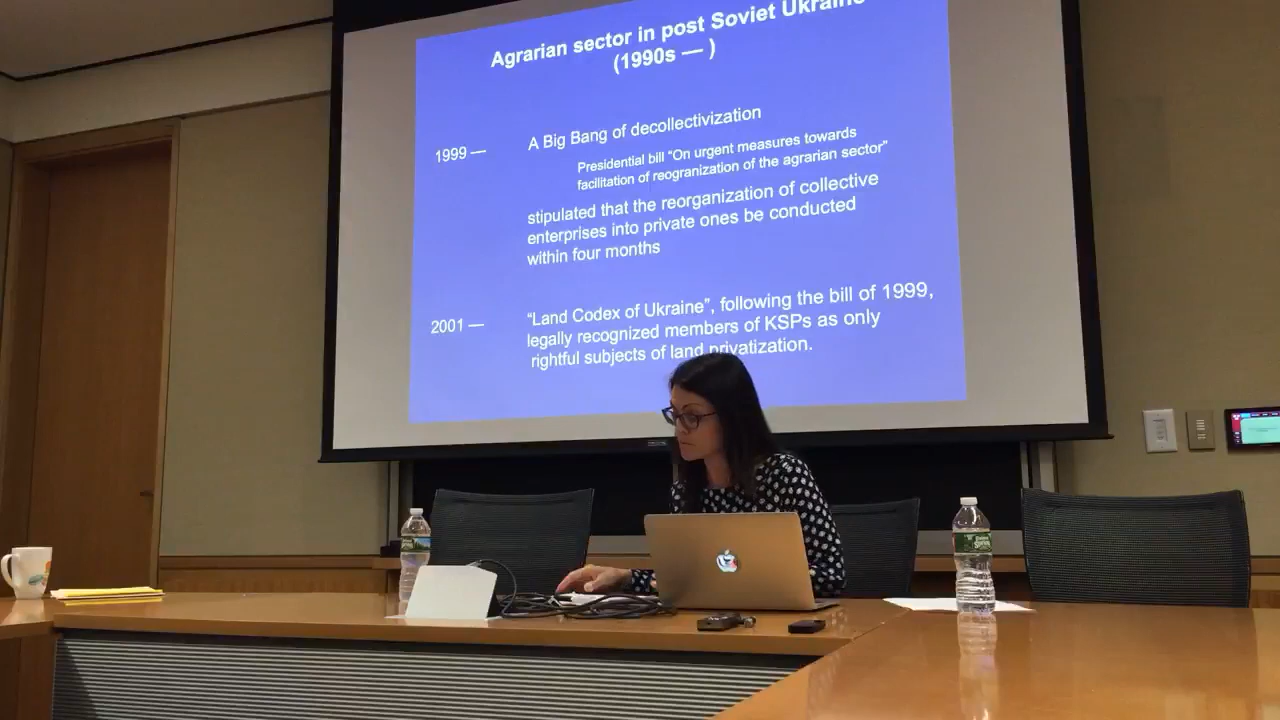 Agrarian sector in post Soviet Ukraine
(1990s — )
1999 —
A Big Bang of decollectivization
Presidential bill “On urgent measures towards
facilitation of reogranization of the agrarian sector”
stipulated that the reorganization of collective
enterprises into private ones be conducted
within four months
2001 —
“Land Codex of Ukraine”, following the bill of 1999,
legally recognized members of KSPs as only
rightful subjects of land privatization.